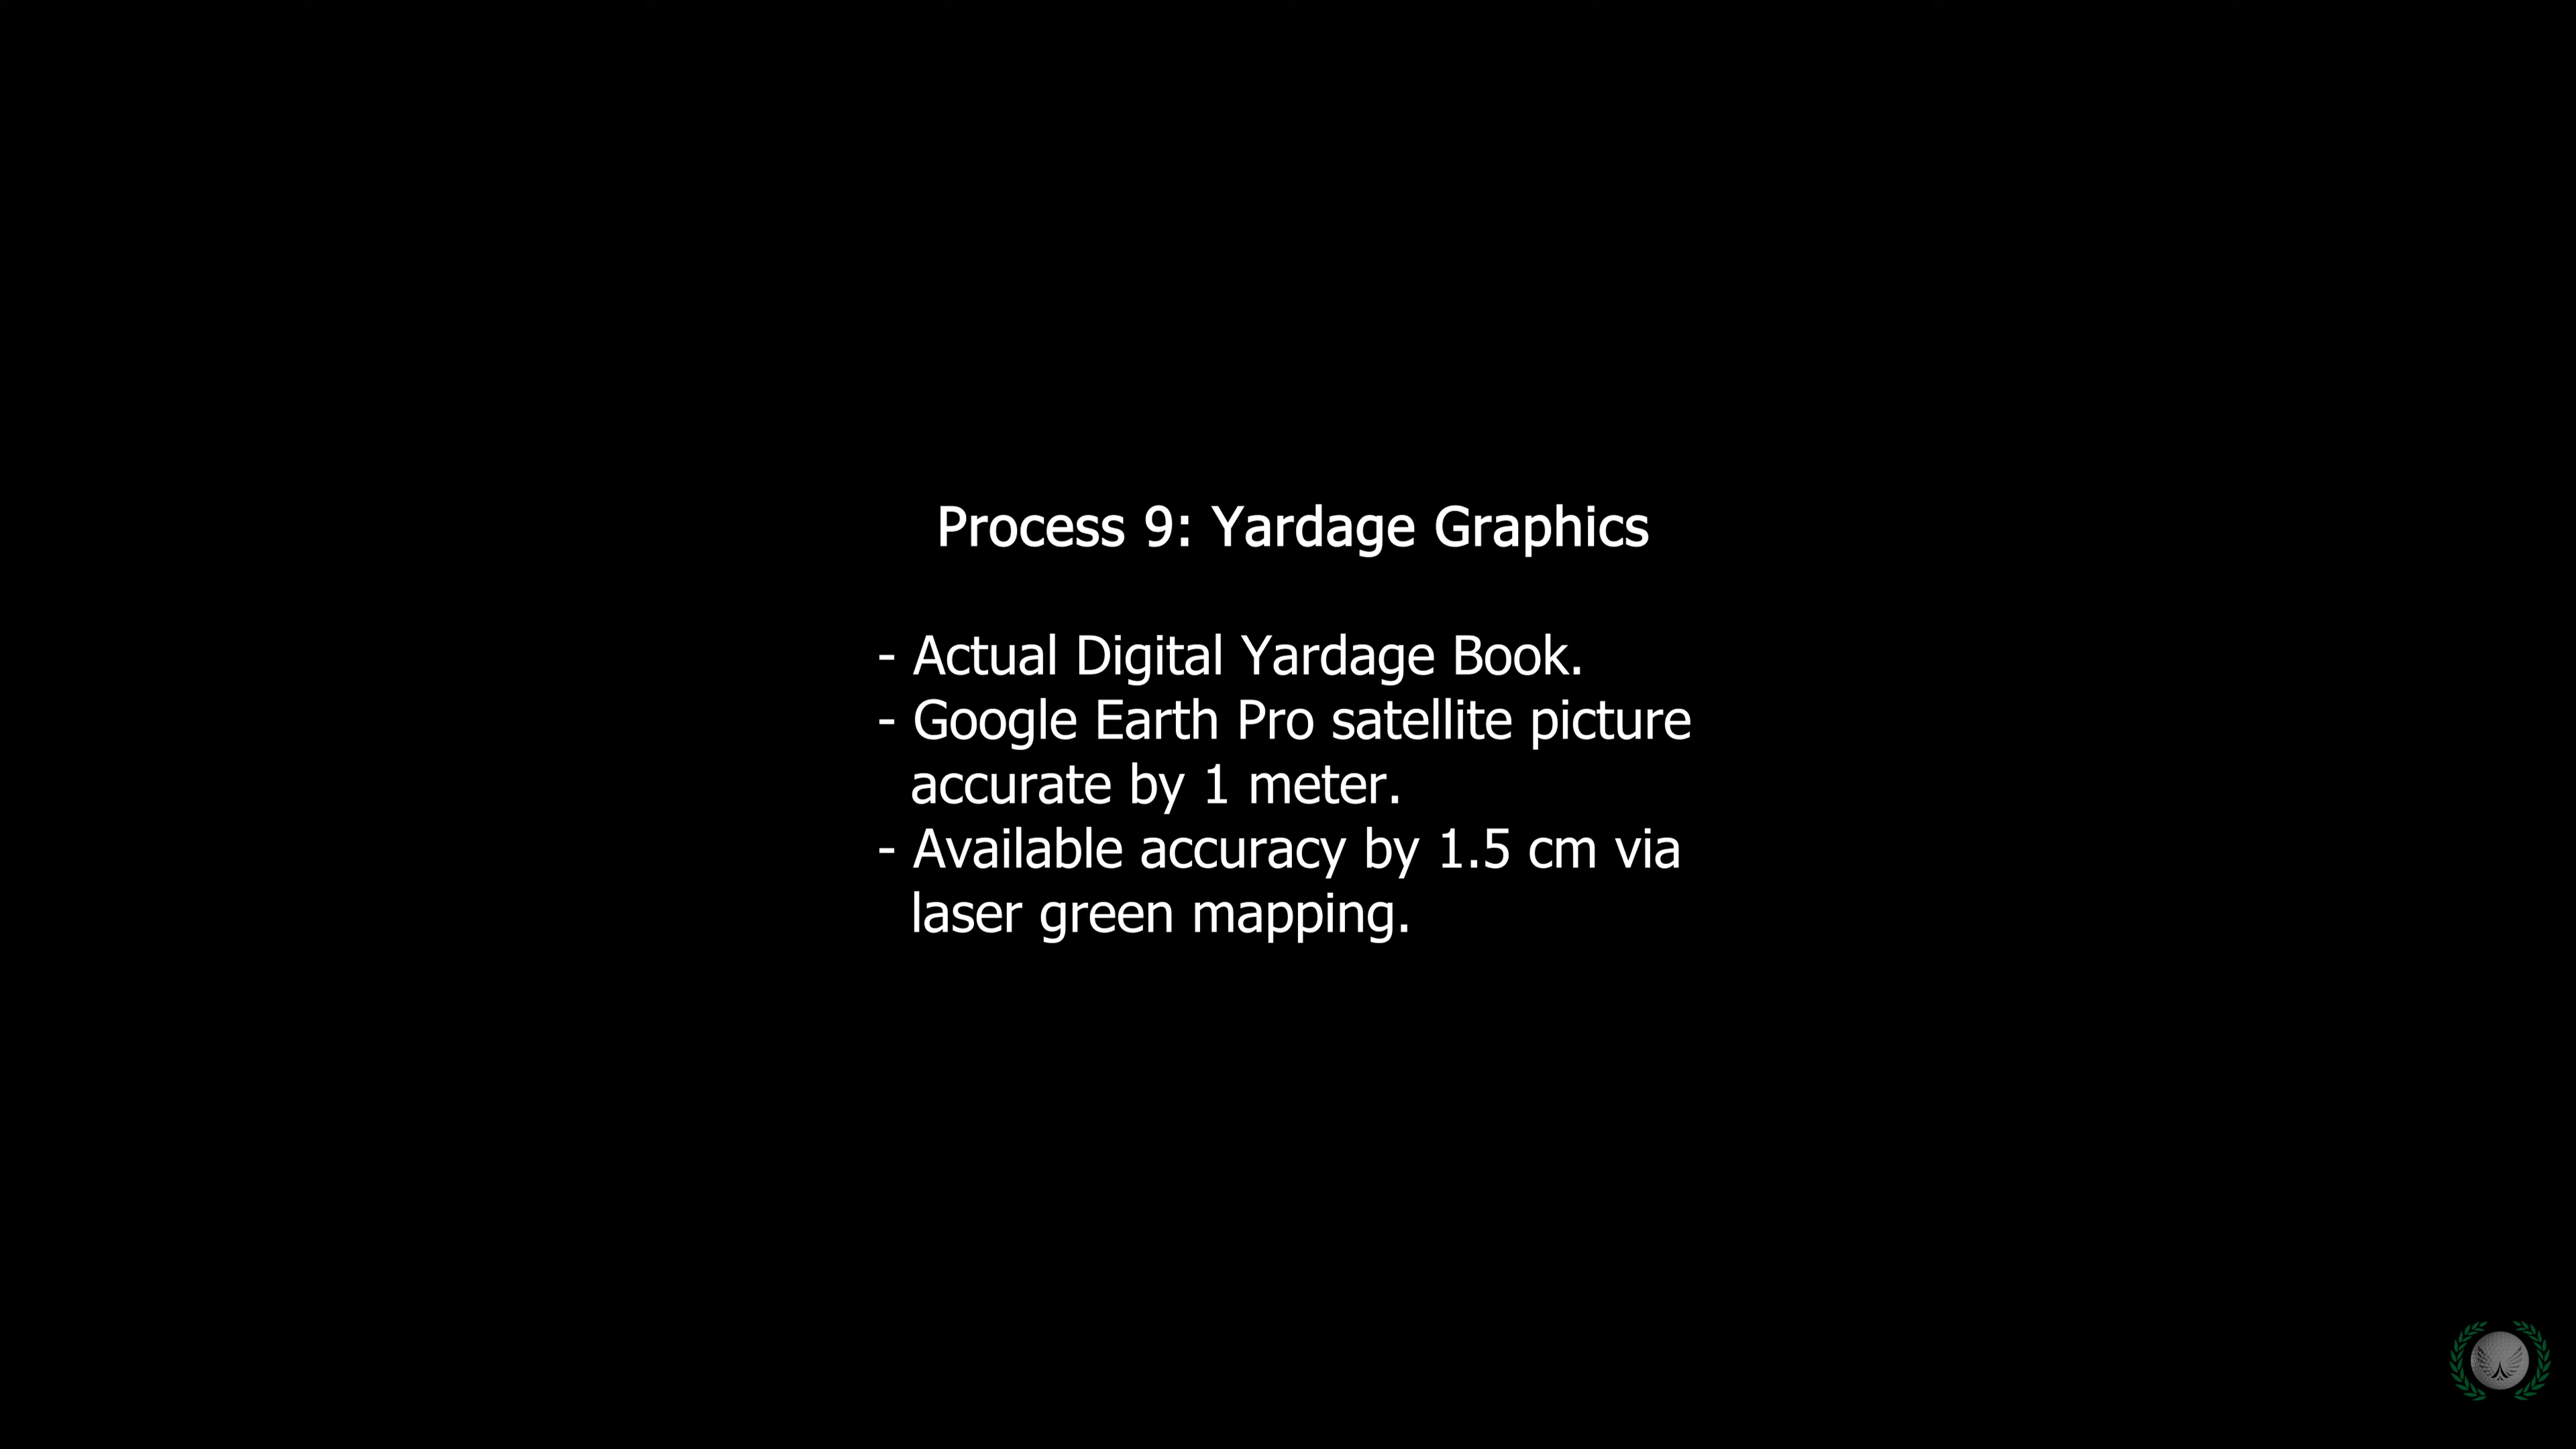 Process 9: Yardage Graphics
- Actual Digital Yardage Book.
- Google Earth Pro satellite picture
accurate by 1 meter.
- Available accuracy by 1.5 cm via
laser green mapping.